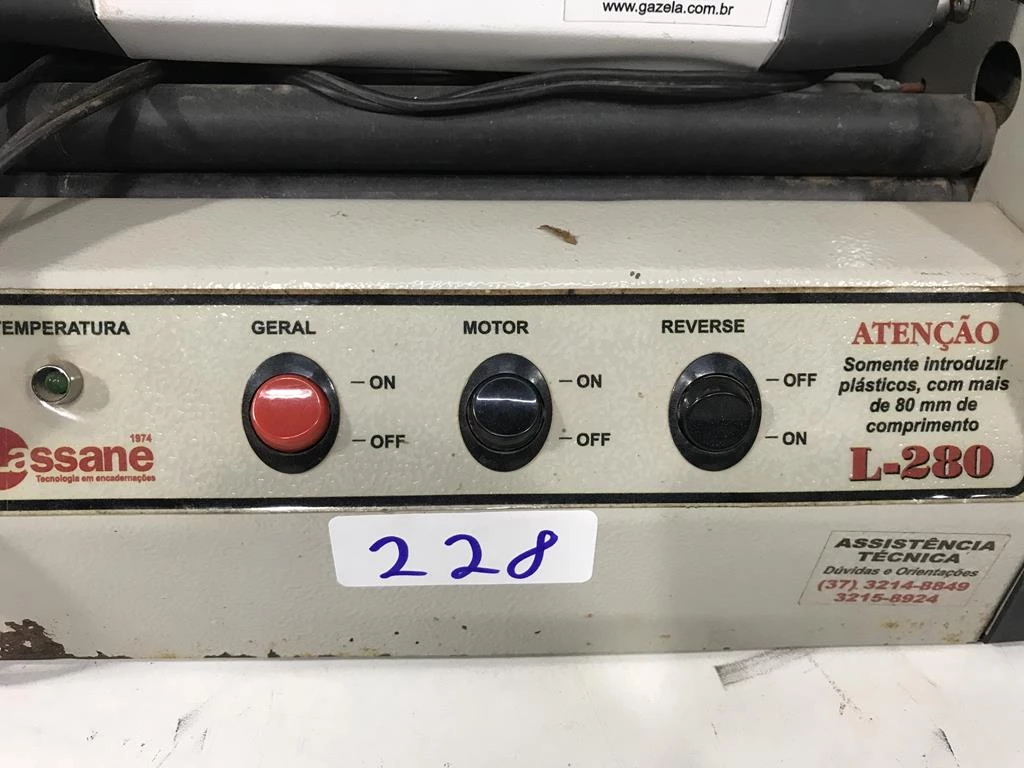 www.gazela.com.br
TEMPERATURA
GERAL
MOTOR
REVERSE
ON
OFF
ON
OFF
OFF
ON
ATENÇÃO
Somente introduzir
plásticos, com mais
de 80 mm de
comprimento
L-280
1974
Lassane
Tecnologia em encadernações
228
ASSISTÊNCIA
TÉCNICA
Dúvidas e Orientações
(37) 3214-8849
3215-8924